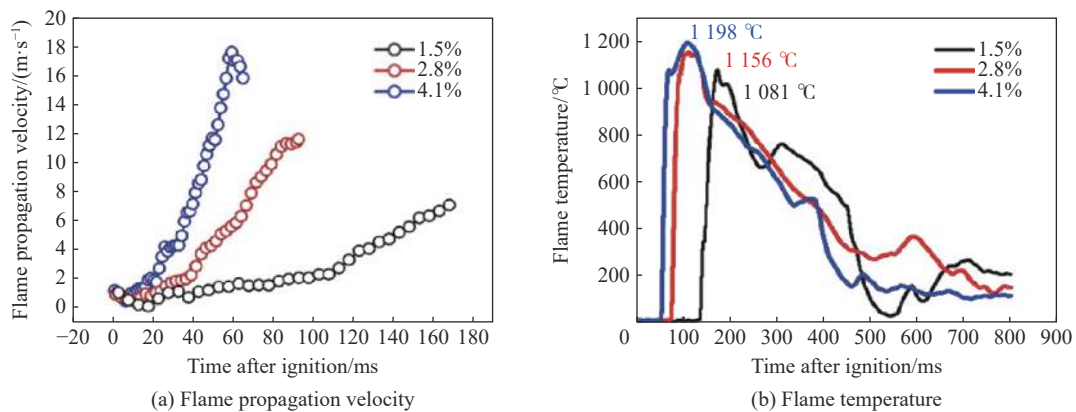 20
18
16
14
12
10
8
6
4
2
0
Flame propagation velocity/(m·s⁻¹)
1.5%
2.8%
4.1%
−20 0 20 40 60 80 100 120 140 160 180
Time after ignition/ms
(a) Flame propagation velocity
1 200
1 000
800
600
400
200
Flame temperature/℃
1 198 ℃
1 156 ℃
1 081 ℃
1.5%
2.8%
4.1%
0 100 200 300 400 500 600 700 800 900
Time after ignition/ms
(b) Flame temperature